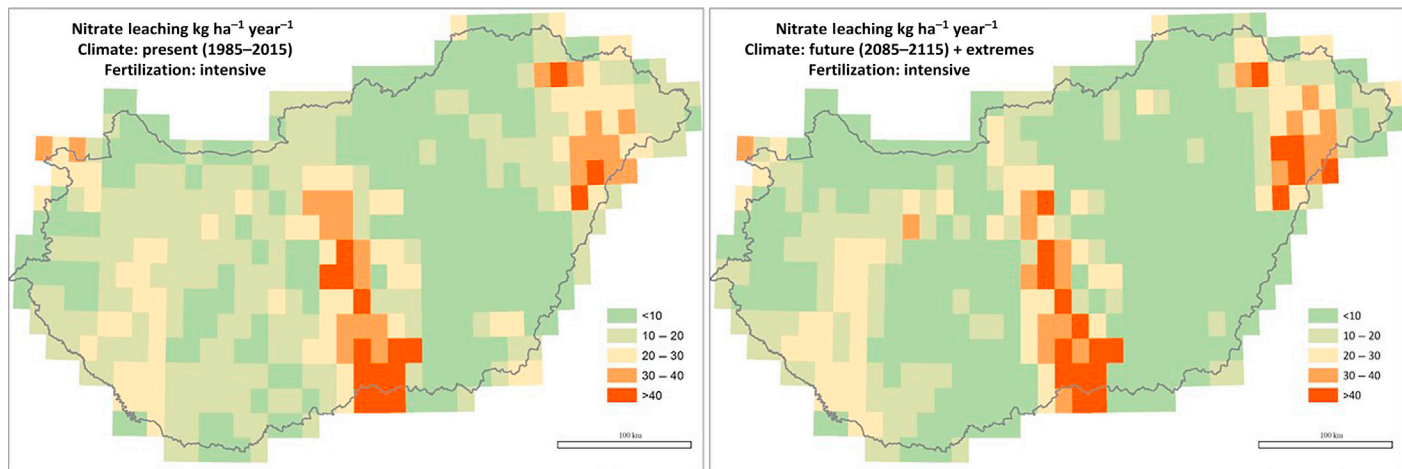 Nitrate leaching kg ha⁻¹ year⁻¹
Climate: present (1985–2015)
Fertilization: intensive
<10
10 – 20
20 – 30
30 – 40
>40
100 km
Nitrate leaching kg ha⁻¹ year⁻¹
Climate: future (2085–2115) + extremes
Fertilization: intensive
<10
10 – 20
20 – 30
30 – 40
>40
100 km